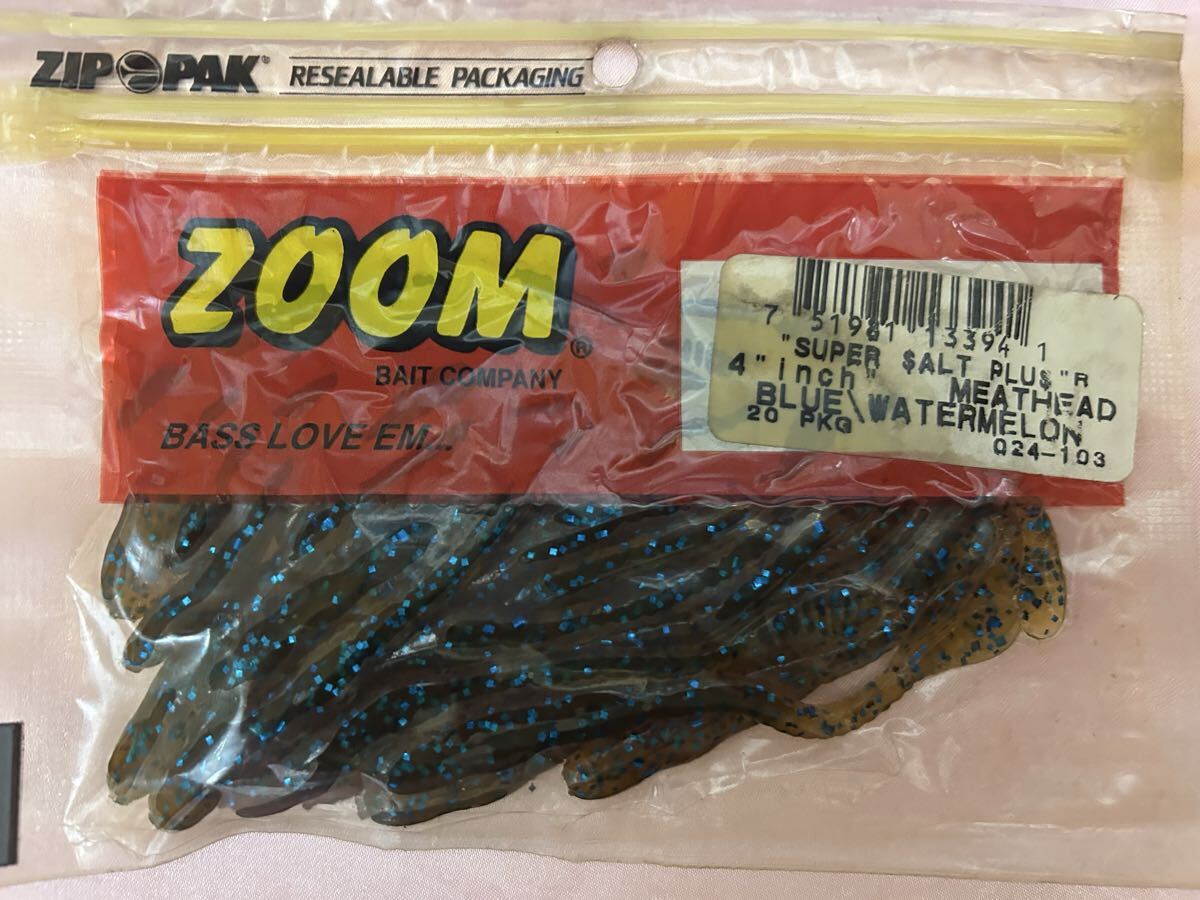 ZIP PAK® RESEALABLE PACKAGING
ZOOM®
BAIT COMPANY
BASS LOVE EM...
7 51981 13394 1
"SUPER $ALT PLU$"R
4"inch" MEATHEAD
BLUE\WATERMELON
20 PKG
024-103